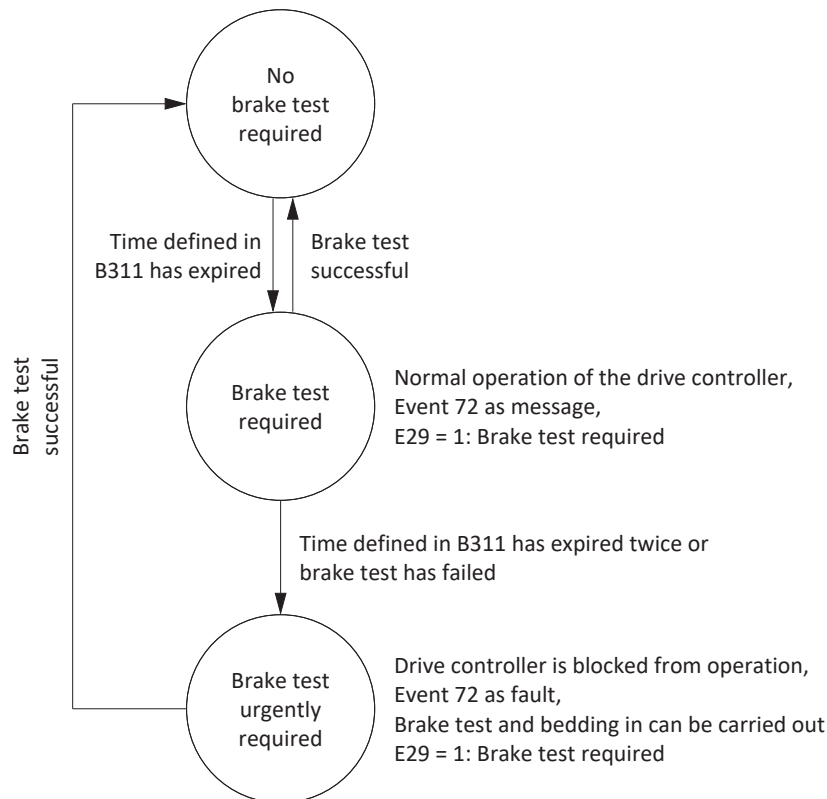 No
brake test
required
Time defined in
B311 has expired
Brake test
successful
Brake test
successful
Brake test
required
Normal operation of the drive controller,
Event 72 as message,
E29 = 1: Brake test required
Time defined in B311 has expired twice or
brake test has failed
Brake test
urgently
required
Drive controller is blocked from operation,
Event 72 as fault,
Brake test and bedding in can be carried out
E29 = 1: Brake test required